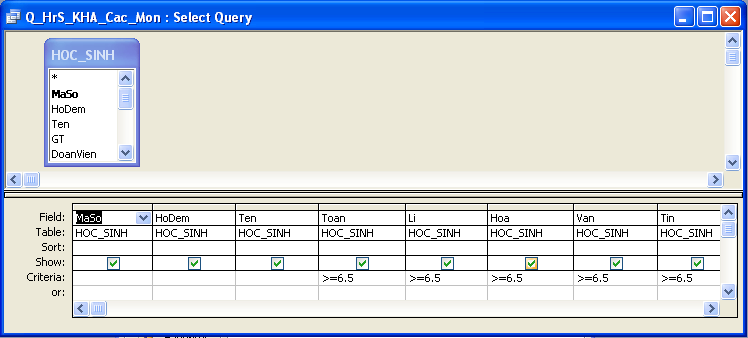 Q_HrS_KHA_Cac_Mon : Select Query
HOC_SINH
*
MaSo
HoDem
Ten
GT
DoanVien
Field: MaSo HoDem Ten Toan Li Hoa Van Tin
Table: HOC_SINH HOC_SINH HOC_SINH HOC_SINH HOC_SINH HOC_SINH HOC_SINH HOC_SINH
Sort:
Show:
Criteria: >=6.5 >=6.5 >=6.5 >=6.5 >=6.5
or: